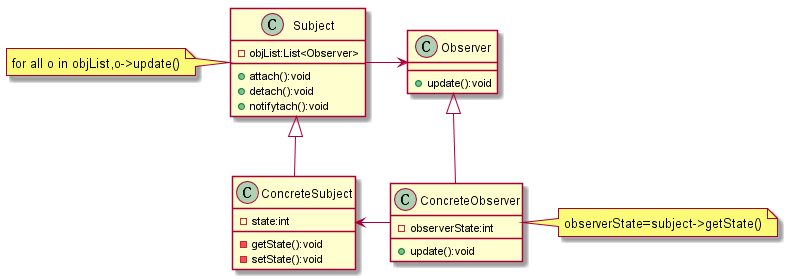 C Subject
objList:List<Observer>
attach():void
detach():void
notifytach():void
for all o in objList,o->update()
C Observer
update():void
C ConcreteSubject
state:int
getState():void
setState():void
C ConcreteObserver
observerState:int
update():void
observerState=subject->getState()